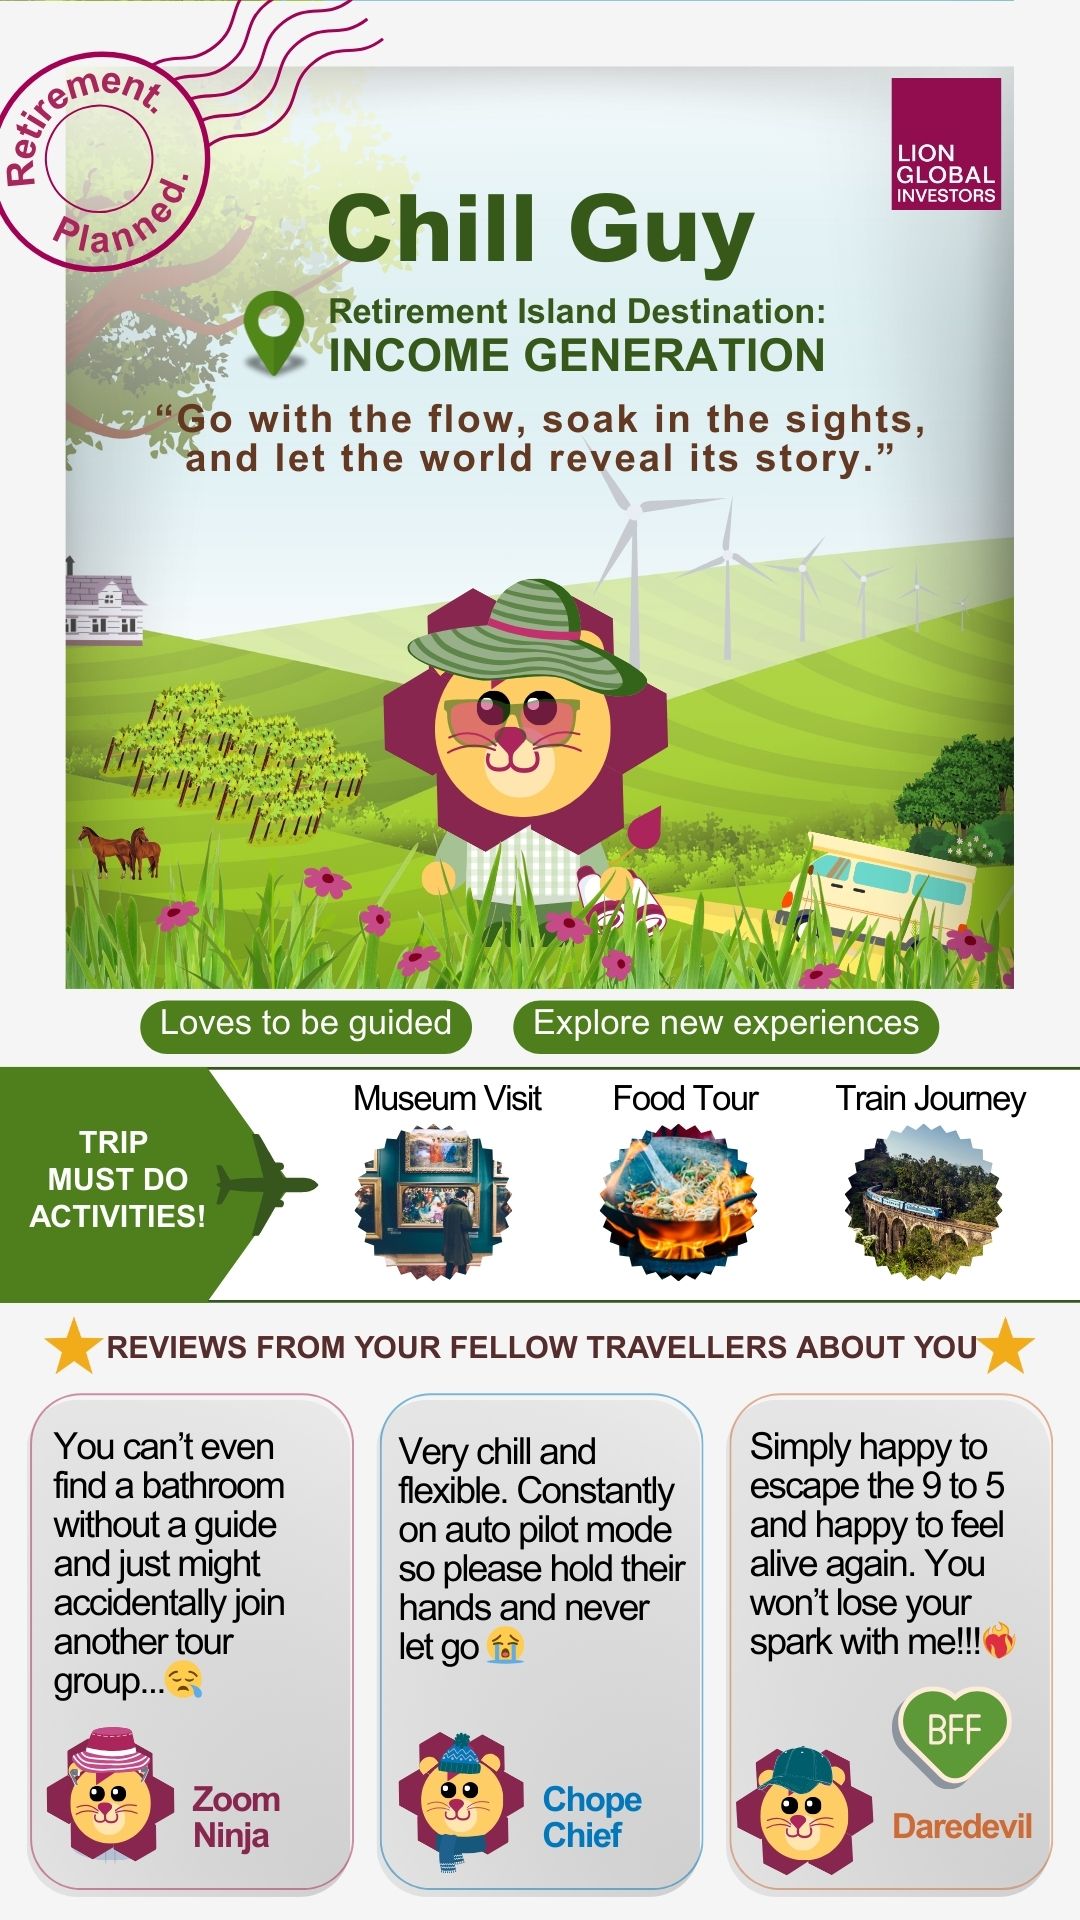 Retirement.
Planned.
LION
GLOBAL
INVESTORS
Chill Guy
Retirement Island Destination:
INCOME GENERATION
“Go with the flow, soak in the sights,
and let the world reveal its story.”
Loves to be guided
Explore new experiences
TRIP
MUST DO
ACTIVITIES!
Museum Visit
Food Tour
Train Journey
REVIEWS FROM YOUR FELLOW TRAVELLERS ABOUT YOU
You can’t even
find a bathroom
without a guide
and just might
accidentally join
another tour
group...😪
Zoom
Ninja
Very chill and
flexible. Constantly
on auto pilot mode
so please hold their
hands and never
let go 😭
Chope
Chief
Simply happy to
escape the 9 to 5
and happy to feel
alive again. You
won’t lose your
spark with me!!!❤️‍🔥
BFF
Daredevil